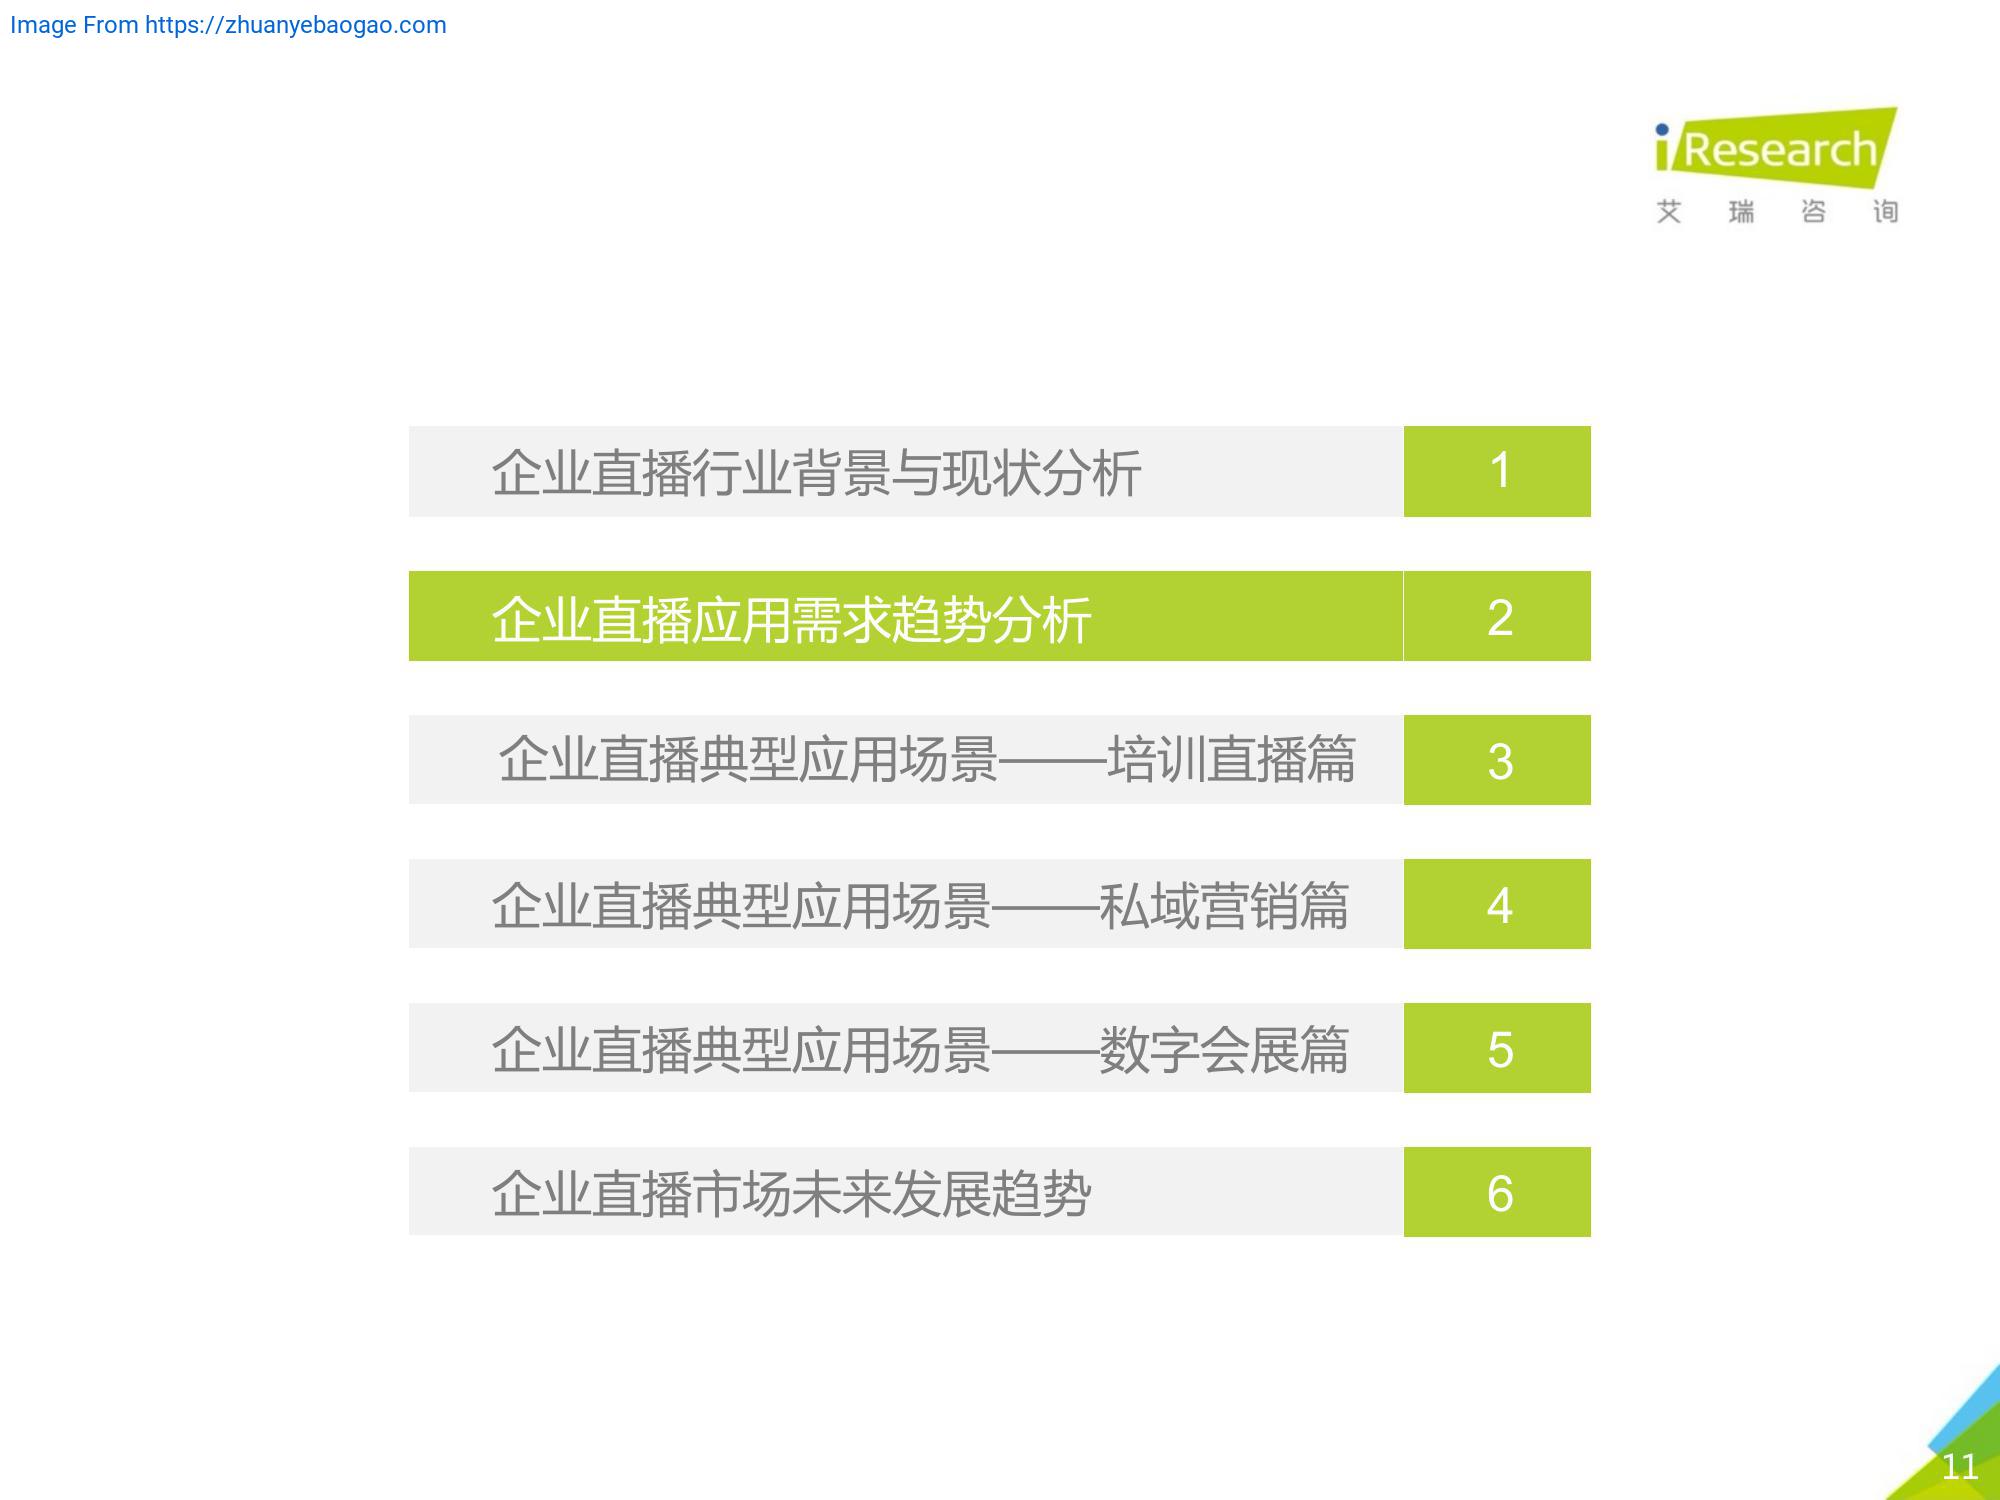 Image From https://zhuanyebaogao.com
iResearch
艾瑞咨询
企业直播行业背景与现状分析 1
企业直播应用需求趋势分析 2
企业直播典型应用场景——培训直播篇 3
企业直播典型应用场景——私域营销篇 4
企业直播典型应用场景——数字会展篇 5
企业直播市场未来发展趋势 6
11